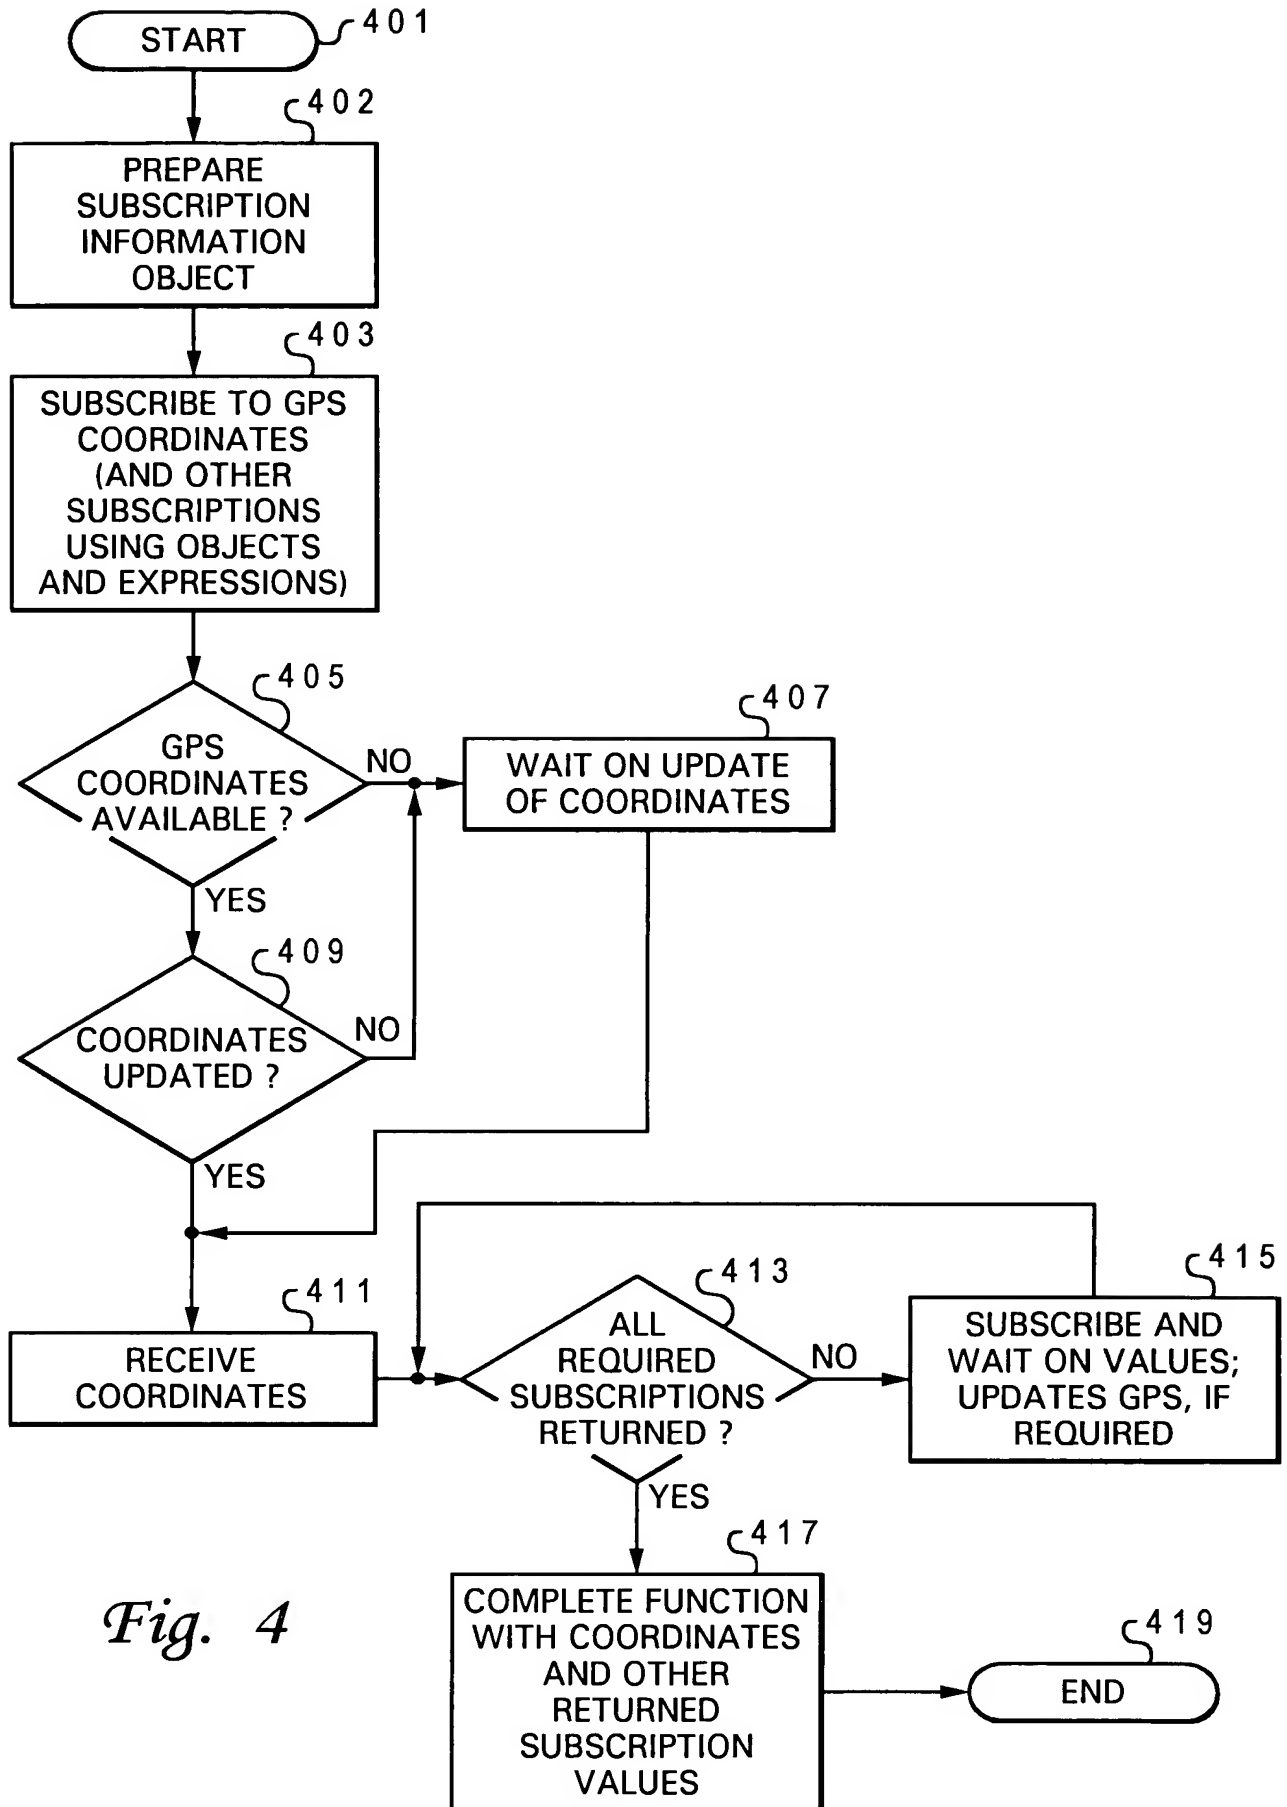 START
401
402
PREPARE
SUBSCRIPTION
INFORMATION
OBJECT
403
SUBSCRIBE TO GPS
COORDINATES
(AND OTHER
SUBSCRIPTIONS
USING OBJECTS
AND EXPRESSIONS)
405
GPS
COORDINATES
AVAILABLE ?
NO
YES
407
WAIT ON UPDATE
OF COORDINATES
409
COORDINATES
UPDATED ?
NO
YES
411
RECEIVE
COORDINATES
413
ALL
REQUIRED
SUBSCRIPTIONS
RETURNED ?
NO
YES
415
SUBSCRIBE AND
WAIT ON VALUES;
UPDATES GPS, IF
REQUIRED
417
COMPLETE FUNCTION
WITH COORDINATES
AND OTHER
RETURNED
SUBSCRIPTION
VALUES
419
END
Fig. 4